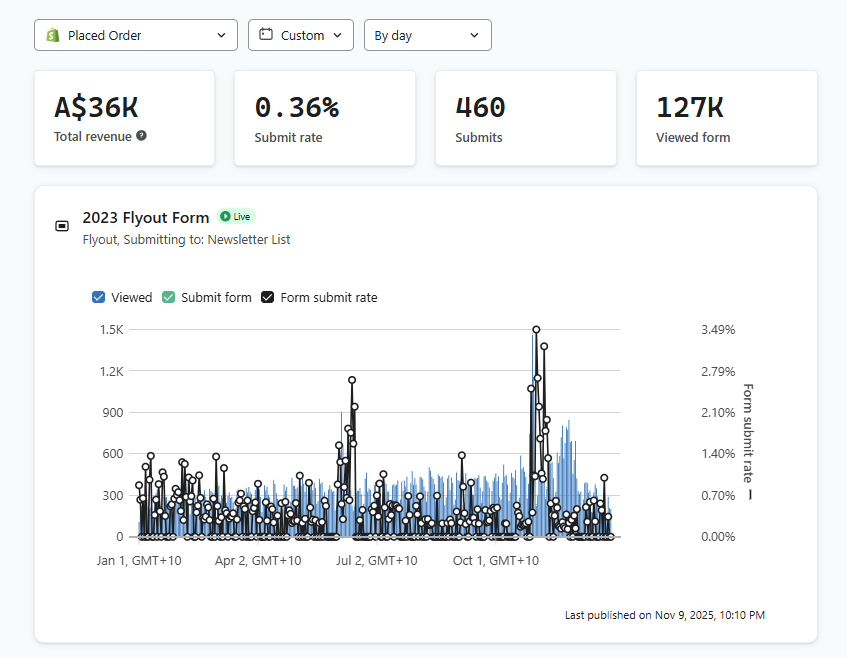 Placed Order
Custom
By day
A$36K
Total revenue ?
0.36%
Submit rate
460
Submits
127K
Viewed form
2023 Flyout Form
Live
Flyout, Submitting to: Newsletter List
Viewed
Submit form
Form submit rate
1.5K
1.2K
900
600
300
0
3.49%
2.79%
2.10%
1.40%
0.70%
0.00%
Form submit rate
Jan 1, GMT+10
Apr 2, GMT+10
Jul 2, GMT+10
Oct 1, GMT+10
Last published on Nov 9, 2025, 10:10 PM